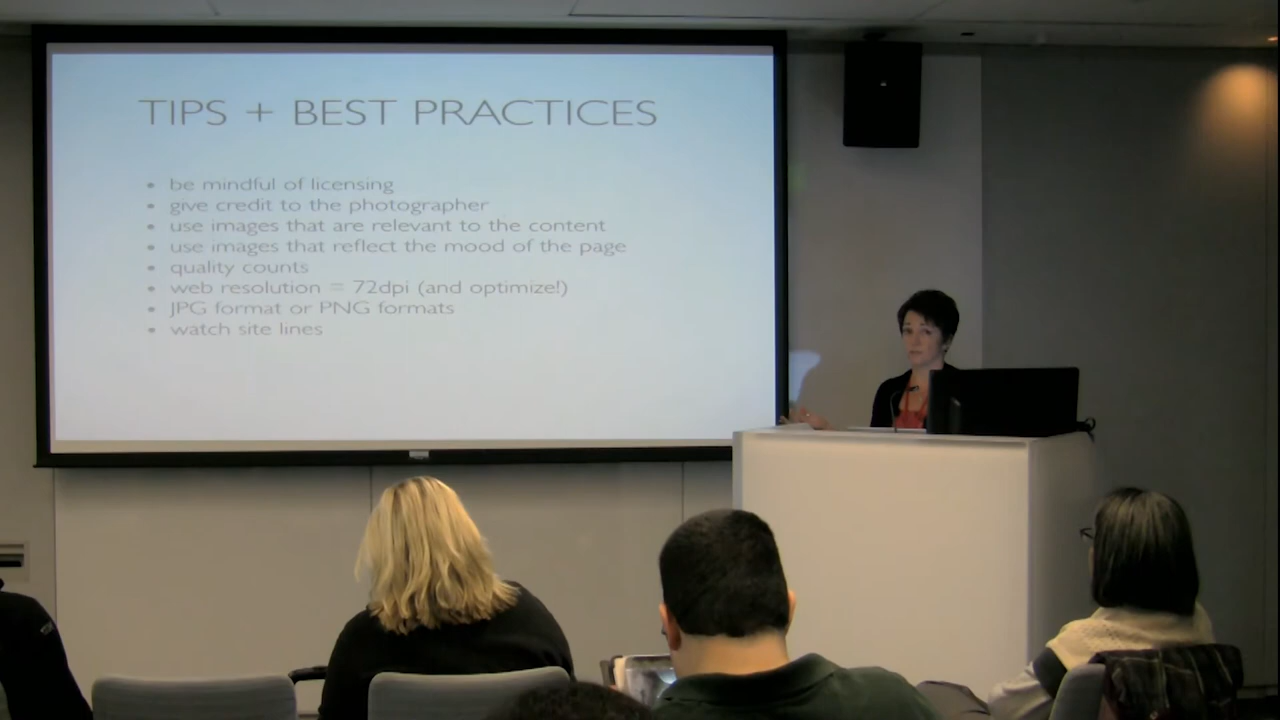 TIPS + BEST PRACTICES
• be mindful of licensing
• give credit to the photographer
• use images that are relevant to the content
• use images that reflect the mood of the page
• quality counts
• web resolution = 72dpi (and optimize!)
• JPG format or PNG formats
• watch site lines